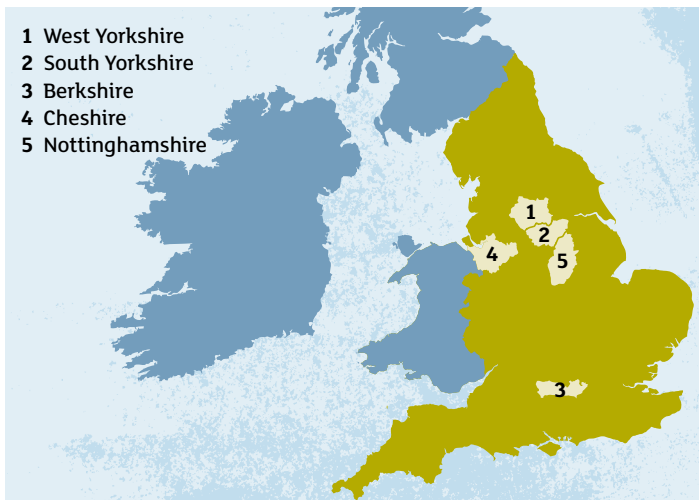 1 West Yorkshire
2 South Yorkshire
3 Berkshire
4 Cheshire
5 Nottinghamshire
1
2
4
5
3